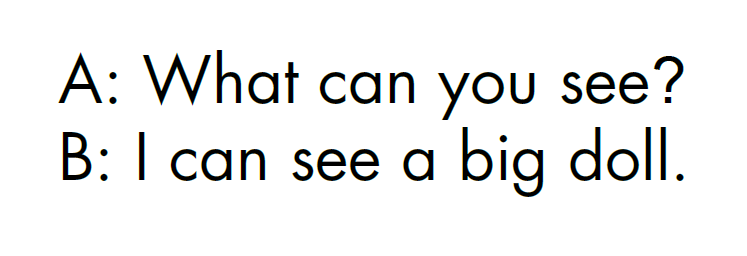 A: What can you see?
B: I can see a big doll.